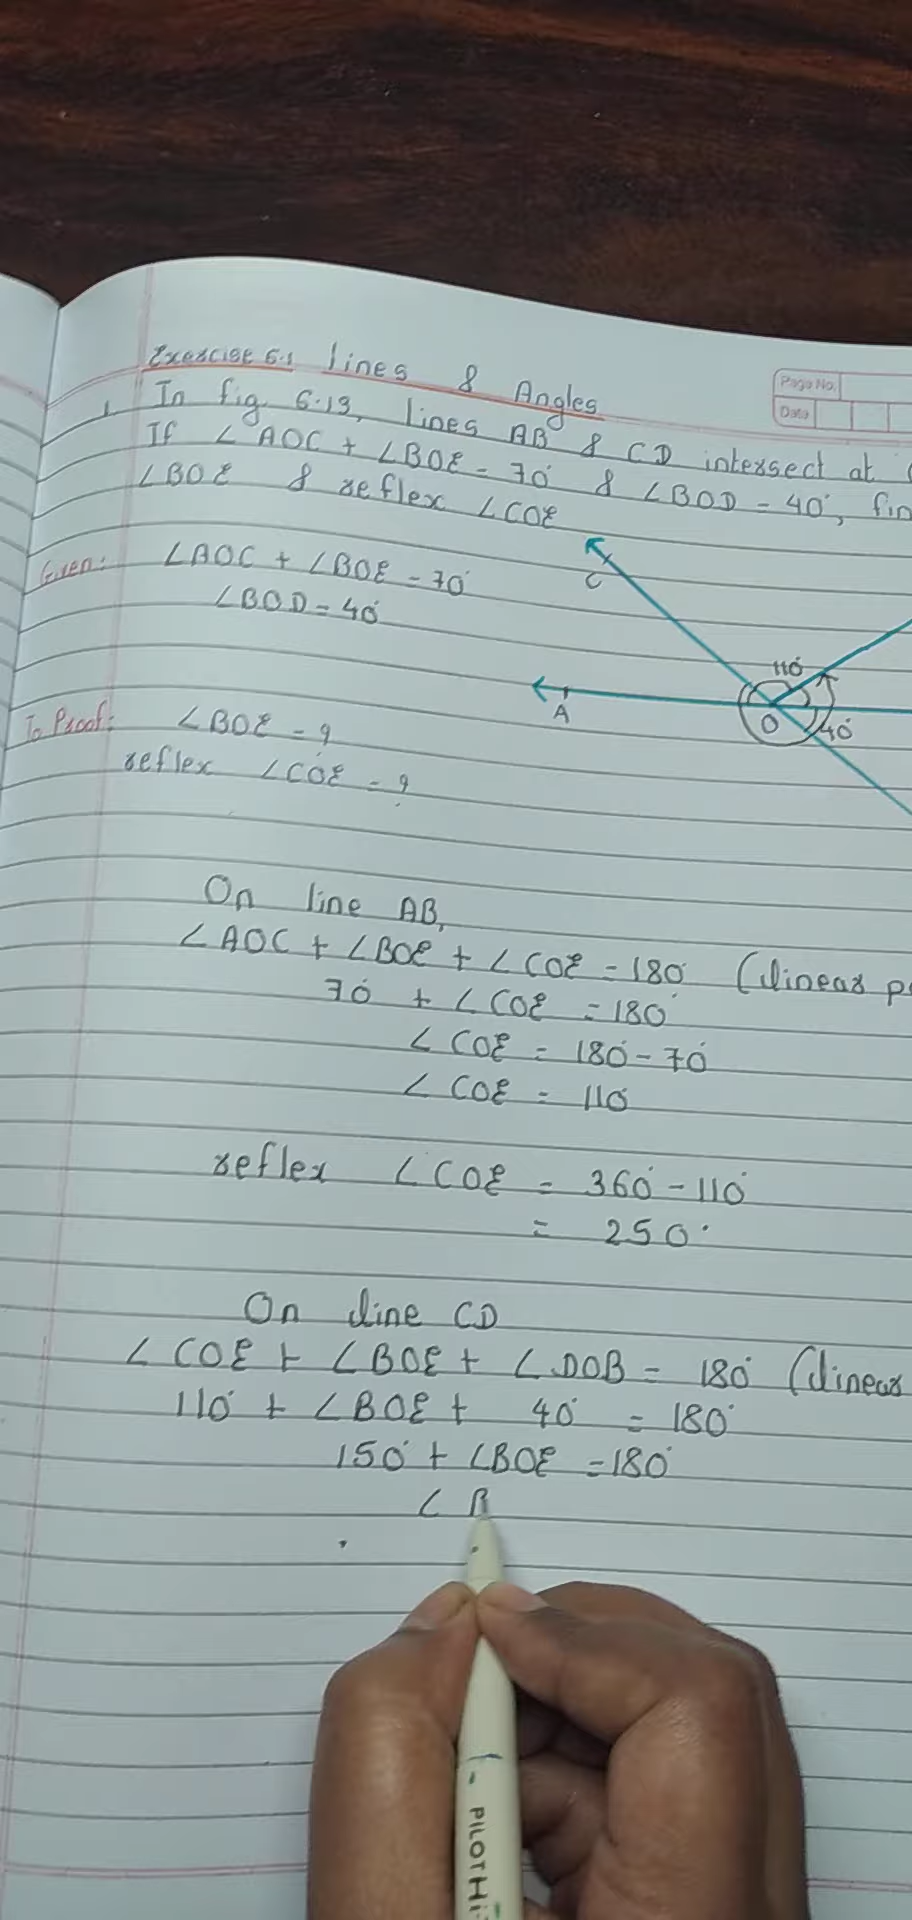 Exercise 6.1 Lines & Angles
Page No.
Date
1. In fig. 6.13, lines AB & CD intersect at
If ∠AOC + ∠BOE = 70° & ∠BOD = 40°, fin
∠BOE & reflex ∠COE
Given: ∠AOC + ∠BOE = 70°
∠BOD = 40°
C
110°
A
O
40°
To Proof: ∠BOE = ?
reflex ∠COE = ?
On line AB,
∠AOC + ∠BOE + ∠COE = 180° (linear p
70° + ∠COE = 180°
∠COE = 180° - 70°
∠COE = 110°
reflex ∠COE = 360° - 110°
= 250°
On line CD
∠COE + ∠BOE + ∠DOB = 180° (linear
110° + ∠BOE + 40° = 180°
150° + ∠BOE = 180°
∠B
PILOT Hi